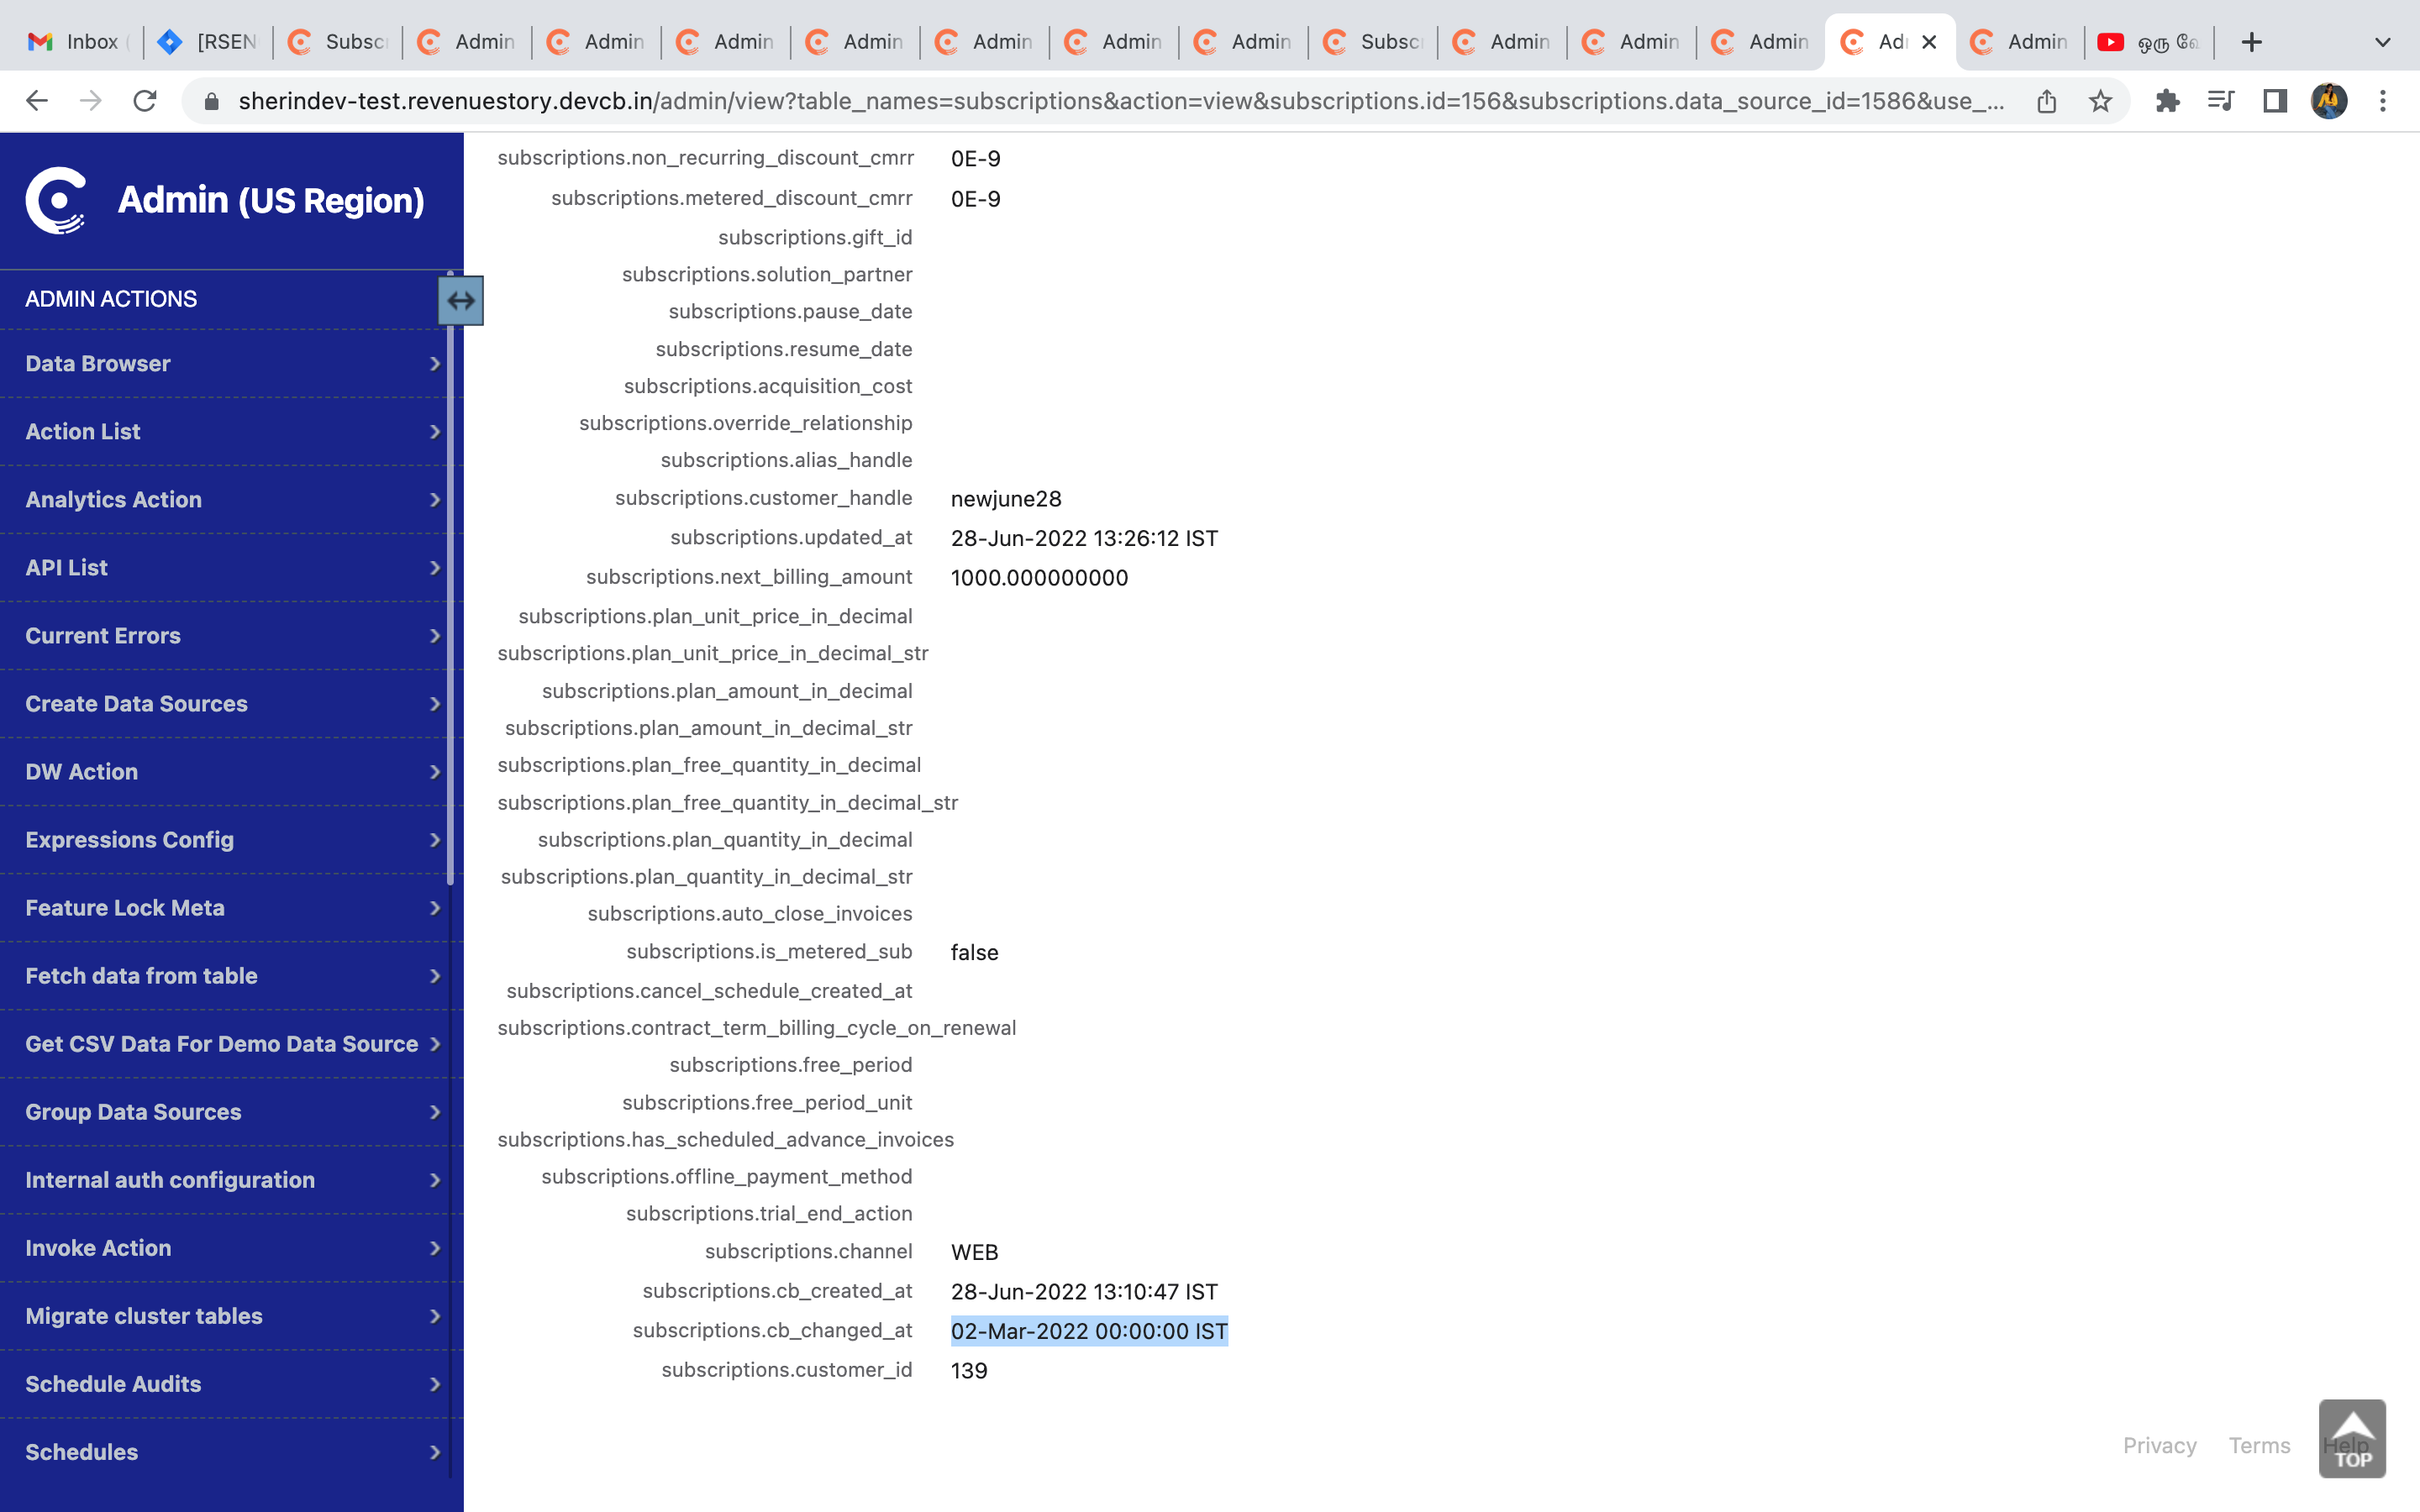 Inbox
[RSEN
Subsc
Admin
Admin
Admin
Admin
Admin
Admin
Admin
Subsc
Admin
Admin
Admin
Ad
Admin
ஒரு
sherindev-test.revenuestory.devcb.in/admin/view?table_names=subscriptions&action=view&subscriptions.id=156&subscriptions.data_source_id=1586&use_...
Admin (US Region)
ADMIN ACTIONS
Data Browser
Action List
Analytics Action
API List
Current Errors
Create Data Sources
DW Action
Expressions Config
Feature Lock Meta
Fetch data from table
Get CSV Data For Demo Data Source
Group Data Sources
Internal auth configuration
Invoke Action
Migrate cluster tables
Schedule Audits
Schedules
subscriptions.non_recurring_discount_cmrr 0E-9
subscriptions.metered_discount_cmrr 0E-9
subscriptions.gift_id
subscriptions.solution_partner
subscriptions.pause_date
subscriptions.resume_date
subscriptions.acquisition_cost
subscriptions.override_relationship
subscriptions.alias_handle
subscriptions.customer_handle newjune28
subscriptions.updated_at 28-Jun-2022 13:26:12 IST
subscriptions.next_billing_amount 1000.000000000
subscriptions.plan_unit_price_in_decimal
subscriptions.plan_unit_price_in_decimal_str
subscriptions.plan_amount_in_decimal
subscriptions.plan_amount_in_decimal_str
subscriptions.plan_free_quantity_in_decimal
subscriptions.plan_free_quantity_in_decimal_str
subscriptions.plan_quantity_in_decimal
subscriptions.plan_quantity_in_decimal_str
subscriptions.auto_close_invoices
subscriptions.is_metered_sub false
subscriptions.cancel_schedule_created_at
subscriptions.contract_term_billing_cycle_on_renewal
subscriptions.free_period
subscriptions.free_period_unit
subscriptions.has_scheduled_advance_invoices
subscriptions.offline_payment_method
subscriptions.trial_end_action
subscriptions.channel WEB
subscriptions.cb_created_at 28-Jun-2022 13:10:47 IST
subscriptions.cb_changed_at 02-Mar-2022 00:00:00 IST
subscriptions.customer_id 139
Privacy Terms Help
TOP